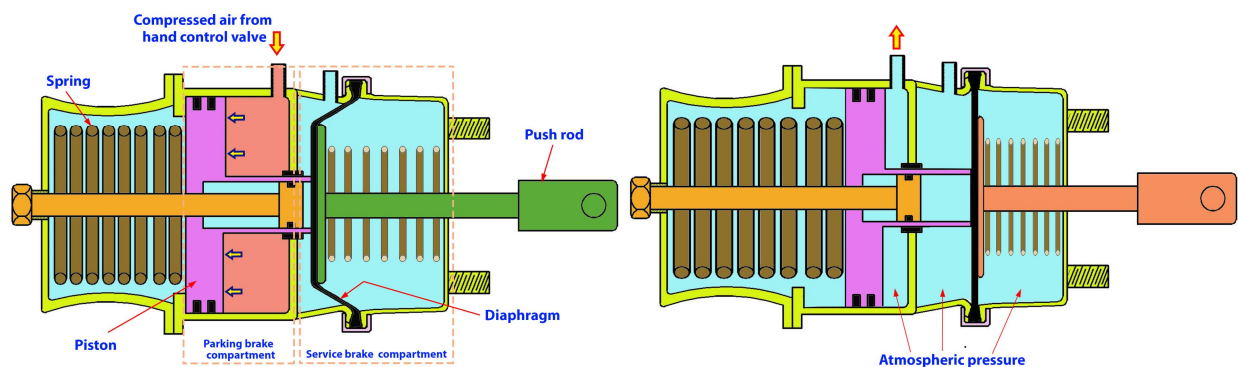 Compressed air from
hand control valve
Spring
Push rod
Diaphragm
Piston
Parking brake
compartment
Service brake compartment
Atmospheric pressure